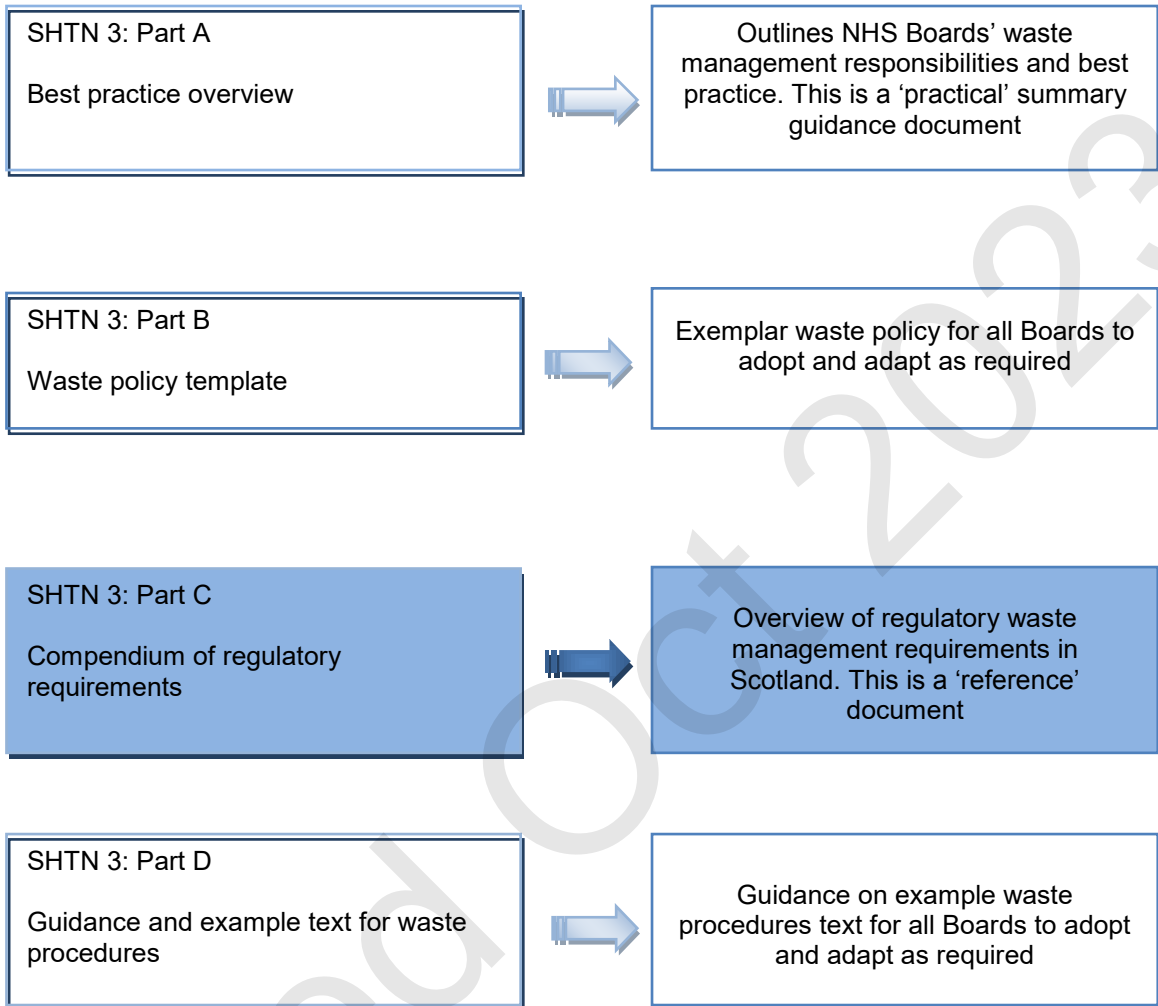 SHTN 3: Part A
Best practice overview
Outlines NHS Boards’ waste
management responsibilities and best
practice. This is a ‘practical’ summary
guidance document
SHTN 3: Part B
Waste policy template
Exemplar waste policy for all Boards to
adopt and adapt as required
SHTN 3: Part C
Compendium of regulatory
requirements
Overview of regulatory waste
management requirements in
Scotland. This is a ‘reference’
document
SHTN 3: Part D
Guidance and example text for waste
procedures
Guidance on example waste
procedures text for all Boards to adopt
and adapt as required
Oct 2023